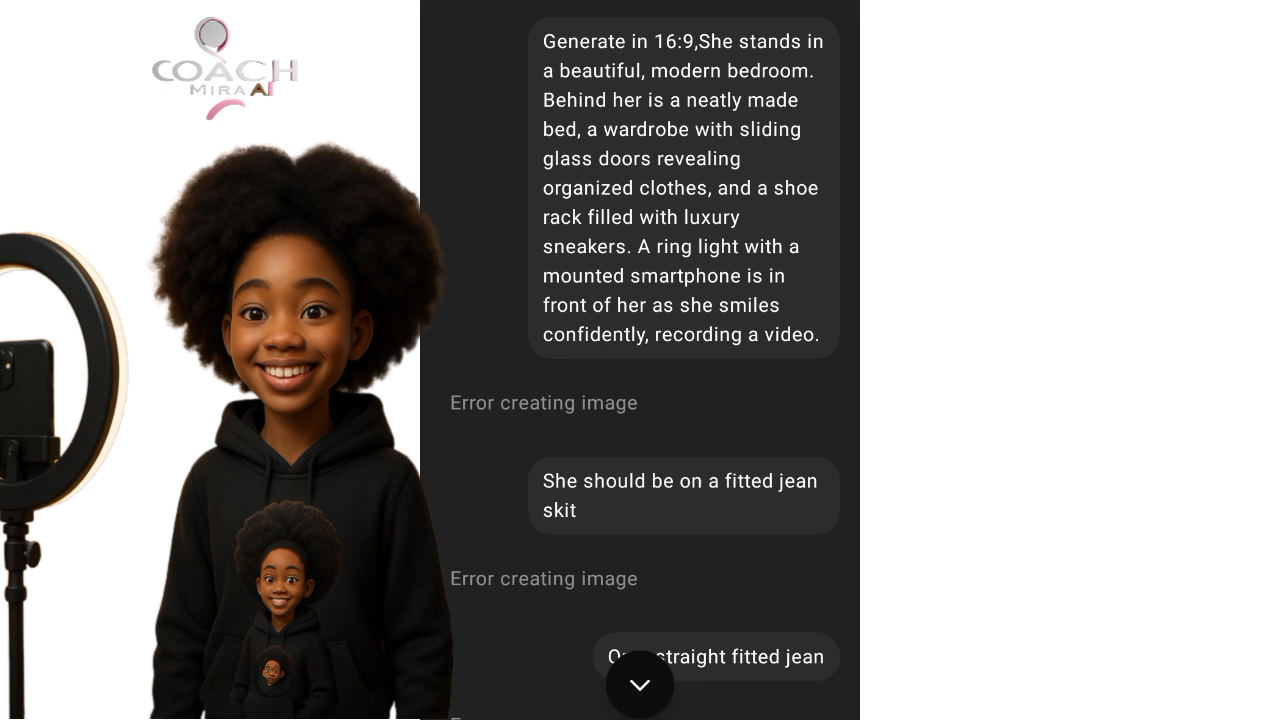 COACH
MIRA AI
Generate in 16:9,She stands in
a beautiful, modern bedroom.
Behind her is a neatly made
bed, a wardrobe with sliding
glass doors revealing
organized clothes, and a shoe
rack filled with luxury
sneakers. A ring light with a
mounted smartphone is in
front of her as she smiles
confidently, recording a video.
Error creating image
She should be on a fitted jean
skit
Error creating image
straight fitted jean